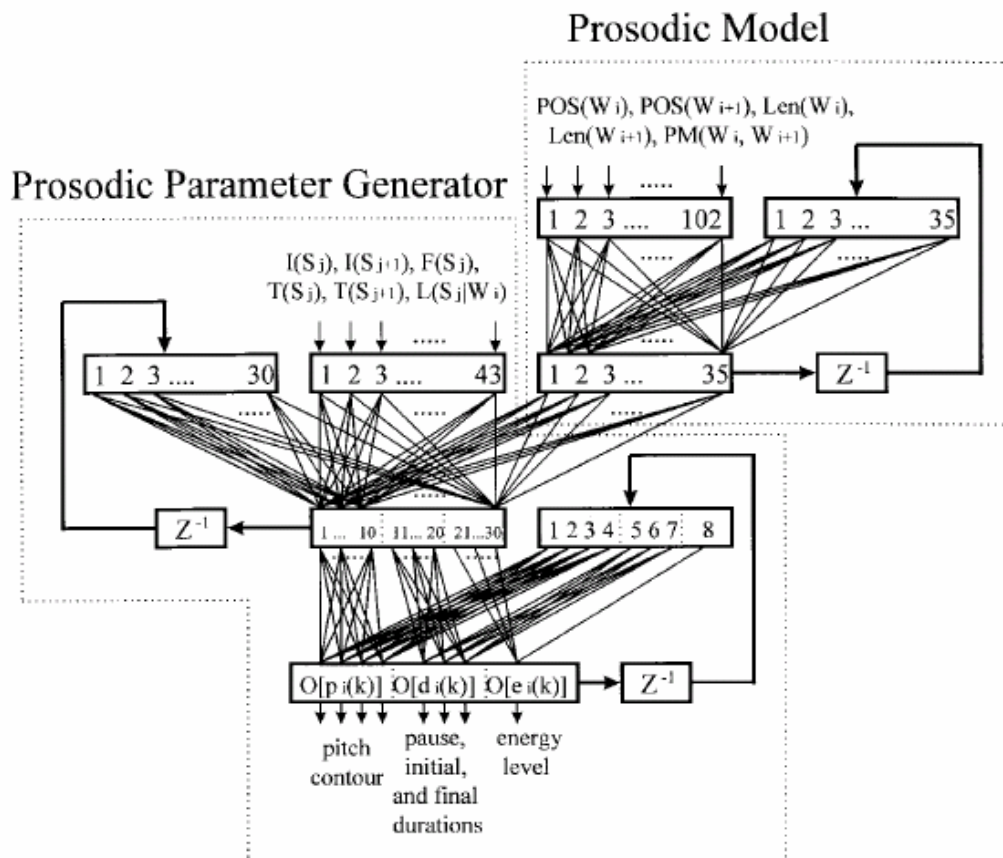 Prosodic Model
POS(W i), POS(W i+1), Len(W i),
Len(W i+1), PM(W i, W i+1)
.....
1 2 3 .... 102
1 2 3 ... 35
.....
.....
Prosodic Parameter Generator
I(S j), I(S j+1), F(S j),
T(S j), T(S j+1), L(S j|W i)
.....
.....
1 2 3 .... 30
1 2 3 .... 43
1 2 3 ... 35
Z -1
.....
.....
.....
.....
Z -1
1 ... 10 11... 20 21...30
1 2 3 4 5 6 7 8
.....
.....
.....
O[p i(k)] O[d i(k)] O[e i(k)]
Z -1
pitch
contour
pause,
initial,
and final
durations
energy
level